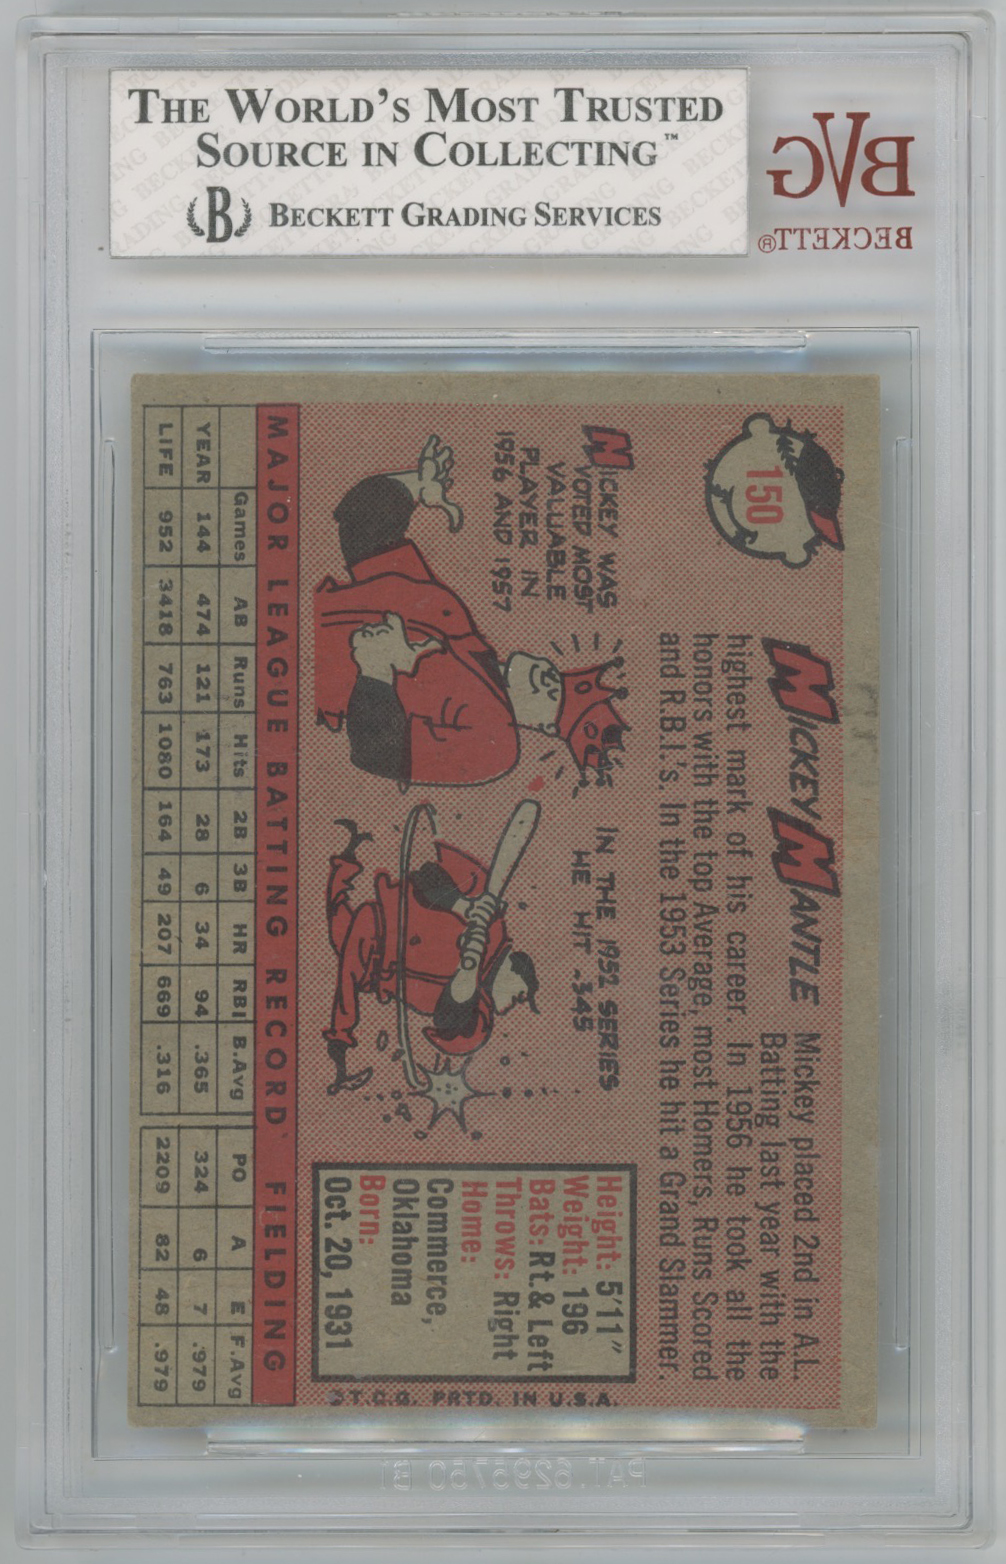 THE WORLD'S MOST TRUSTED
SOURCE IN COLLECTING™
B BECKETT GRADING SERVICES
BVG
BECKETT®
150
MICKEY MANTLE
Mickey placed 2nd in A.L.
Batting last year with the
highest mark of his career. In 1956 he took all the
honors with the top Average, most Homers, Runs Scored
and R.B.I.'s. In the 1953 Series he hit a Grand Slammer.
MICKEY WAS
VOTED MOST
VALUABLE
PLAYER IN
1956 AND 1957
IN THE 1952 SERIES
HE HIT .345
Height: 5'11"
Weight: 196
Bats: Rt. & Left
Throws: Right
Home:
Commerce,
Oklahoma
Born:
Oct. 20, 1931
©T.C.G. PRTD. IN U.S.A.
MAJOR LEAGUE BATTING RECORD FIELDING
Games AB Runs Hits 2B 3B HR RBI B.Avg PO A E F.Avg
YEAR 144 474 121 173 28 6 34 94 .365 324 6 7 .979
LIFE 952 3418 763 1080 164 49 207 669 .316 2209 82 48 .979
PAT. 6295750 B1